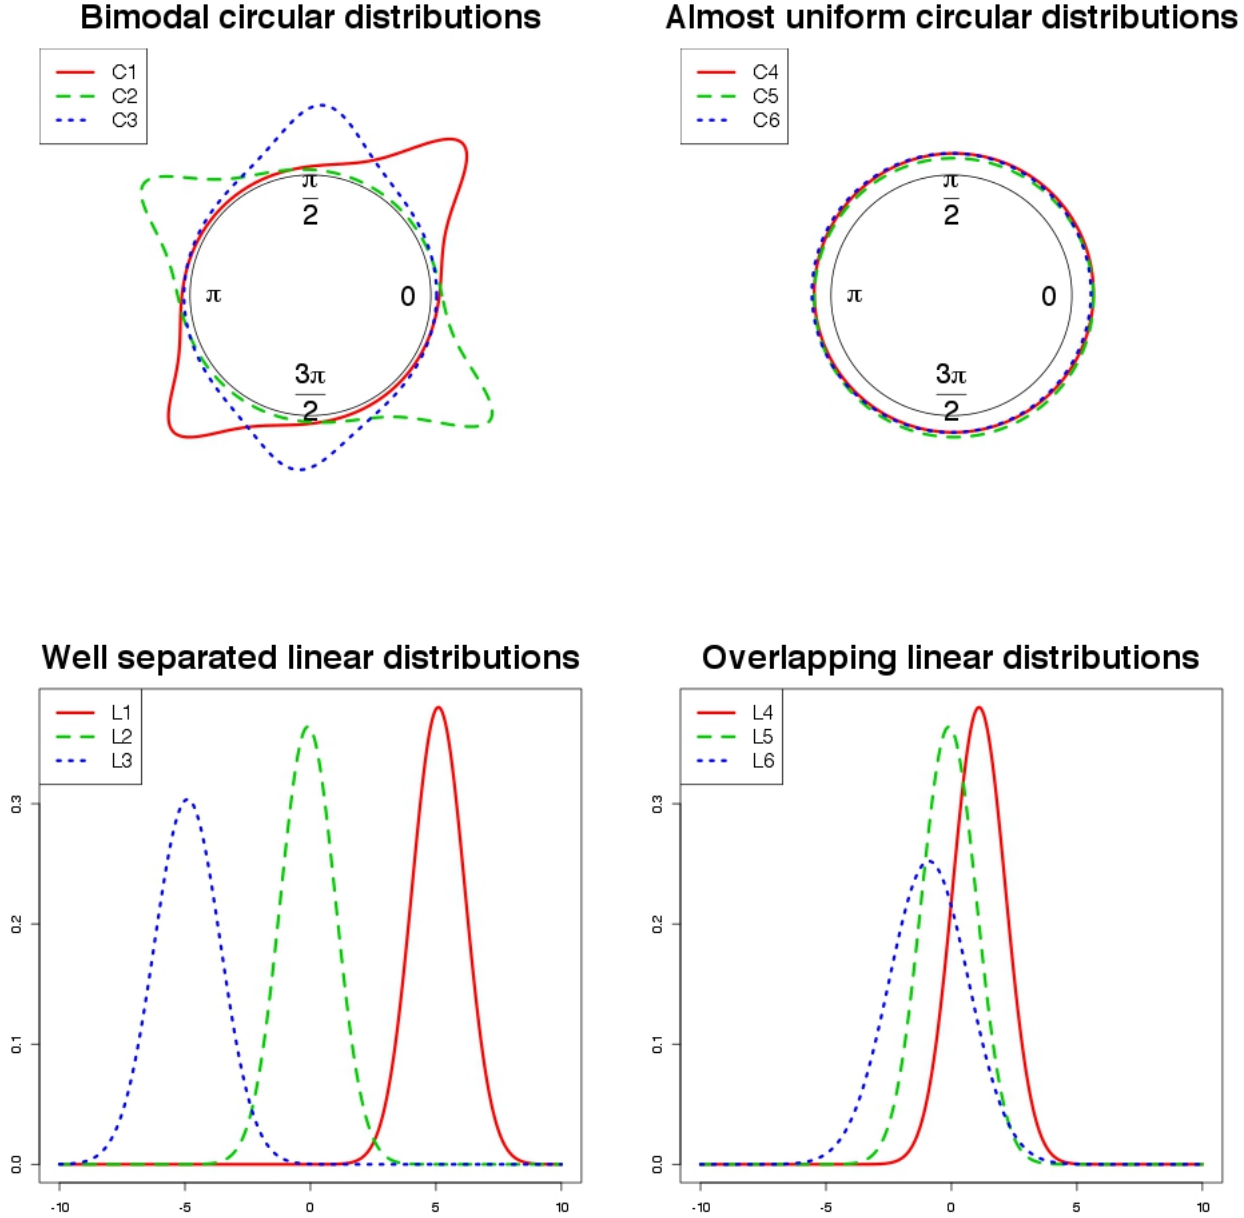 Bimodal circular distributions
C1
C2
C3
π
2
π
0
3π
2
Almost uniform circular distributions
C4
C5
C6
π
2
π
0
3π
2
Well separated linear distributions
L1
L2
L3
0.3
0.2
0.1
0.0
-10 -5 0 5 10
Overlapping linear distributions
L4
L5
L6
0.3
0.2
0.1
0.0
-10 -5 0 5 10